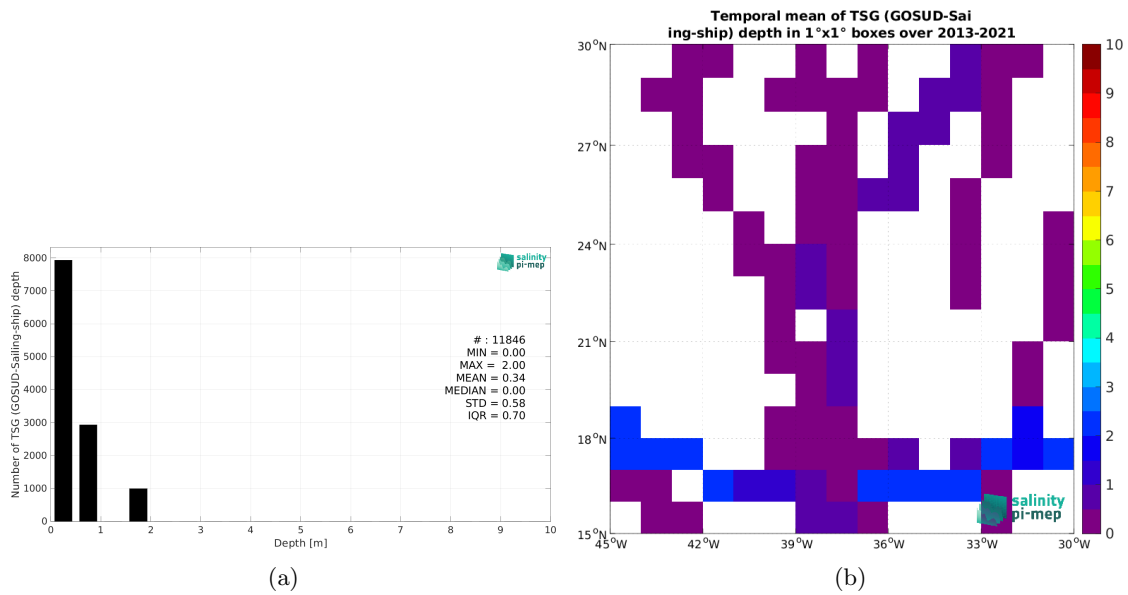 Number of TSG (GOSUD-Sailing-ship) depth
8000
7000
6000
5000
4000
3000
2000
1000
0
0 1 2 3 4 5 6 7 8 9 10
Depth [m]
salinity
pi-mep
# : 11846
MIN = 0.00
MAX = 2.00
MEAN = 0.34
MEDIAN = 0.00
STD = 0.58
IQR = 0.70
(a)
Temporal mean of TSG (GOSUD-Sai
ing-ship) depth in 1°x1° boxes over 2013-2021
30°N
27°N
24°N
21°N
18°N
15°N
45°W 42°W 39°W 36°W 33°W 30°W
salinity
pi-mep
10
9
8
7
6
5
4
3
2
1
0
(b)